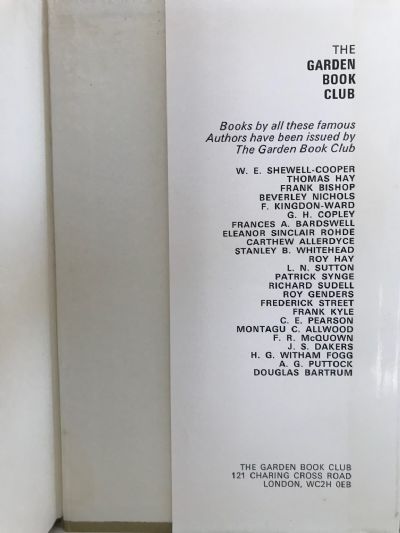 THE
GARDEN
BOOK
CLUB
Books by all these famous
Authors have been issued by
The Garden Book Club
W. E. SHEWELL-COOPER
THOMAS HAY
FRANK BISHOP
BEVERLEY NICHOLS
F. KINGDON-WARD
G. H. COPLEY
FRANCES A. BARDSWELL
ELEANOR SINCLAIR ROHDE
CARTHEW ALLERDYCE
STANLEY B. WHITEHEAD
ROY HAY
L. N. SUTTON
PATRICK SYNGE
RICHARD SUDELL
ROY GENDERS
FREDERICK STREET
FRANK KYLE
C. E. PEARSON
MONTAGU C. ALLWOOD
F. R. McQUOWN
J. S. DAKERS
H. G. WITHAM FOGG
A. G. PUTTOCK
DOUGLAS BARTRUM
THE GARDEN BOOK CLUB
121 CHARING CROSS ROAD
LONDON, WC2H 0EB